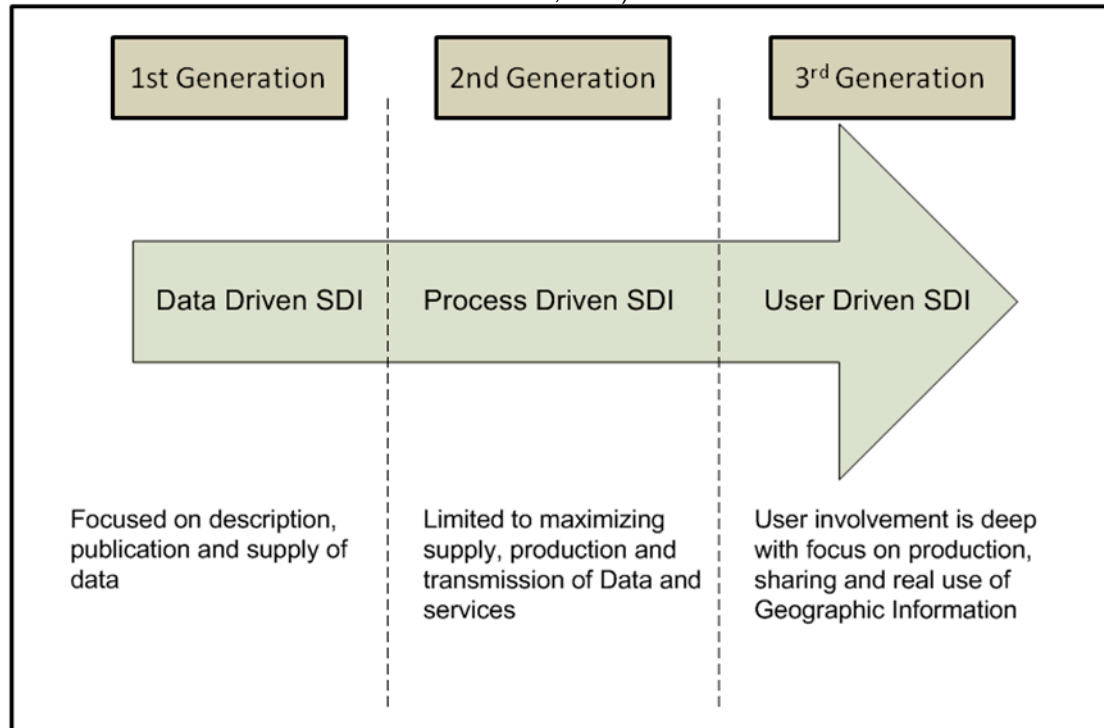 1st Generation
2nd Generation
3rd Generation
Data Driven SDI
Process Driven SDI
User Driven SDI
Focused on description,
publication and supply of
data
Limited to maximizing
supply, production and
transmission of Data and
services
User involvement is deep
with focus on production,
sharing and real use of
Geographic Information